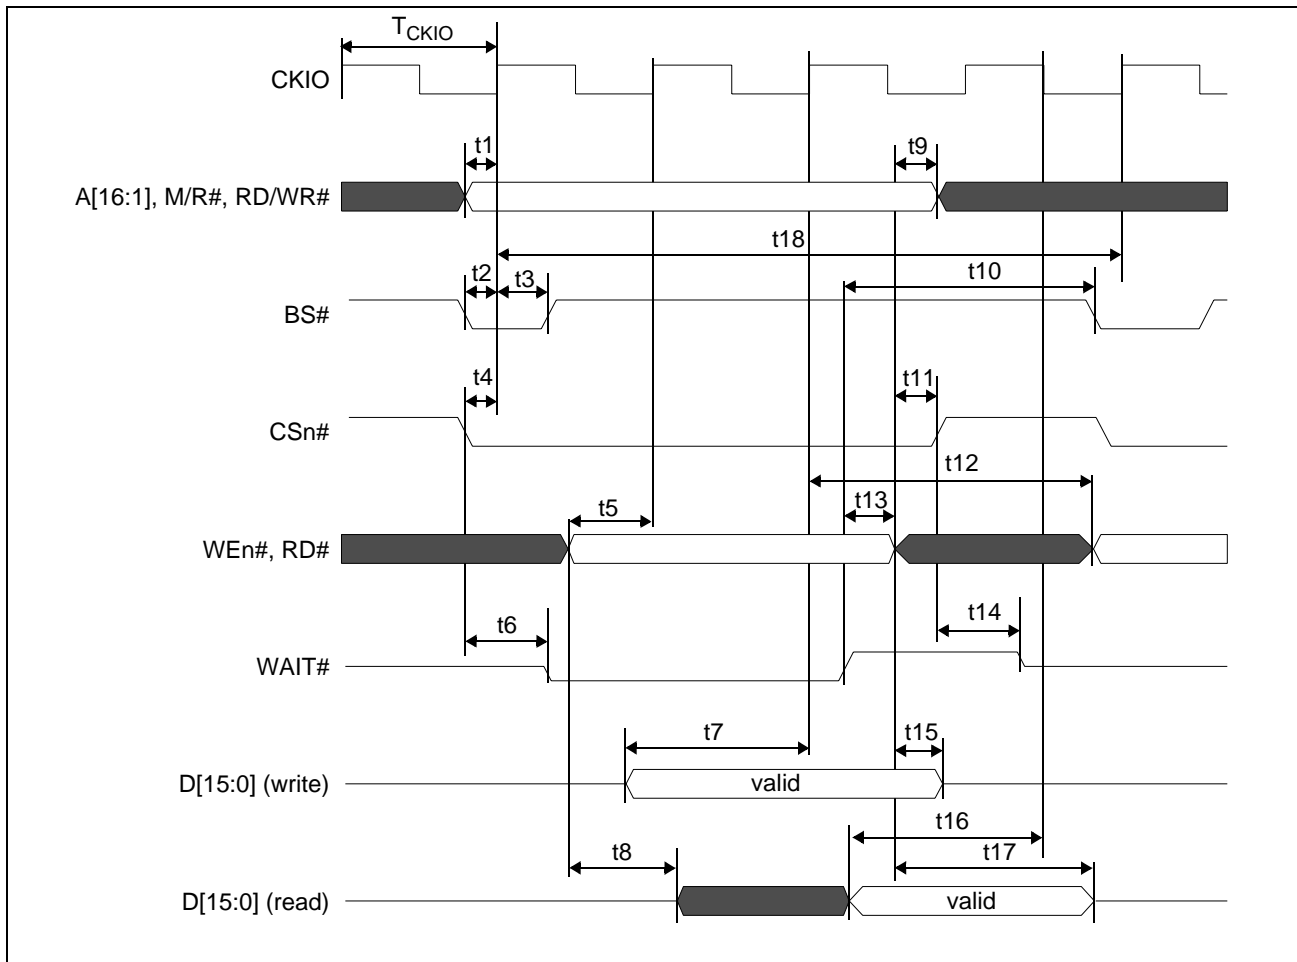 TCKIO
CKIO
t1
t9
A[16:1], M/R#, RD/WR#
t18
t2 t3 t10
BS#
t4 t11
CSn#
t12
t5 t13
WEn#, RD#
t6 t14
WAIT#
t7 t15
D[15:0] (write) valid
t16
t8 t17
D[15:0] (read) valid